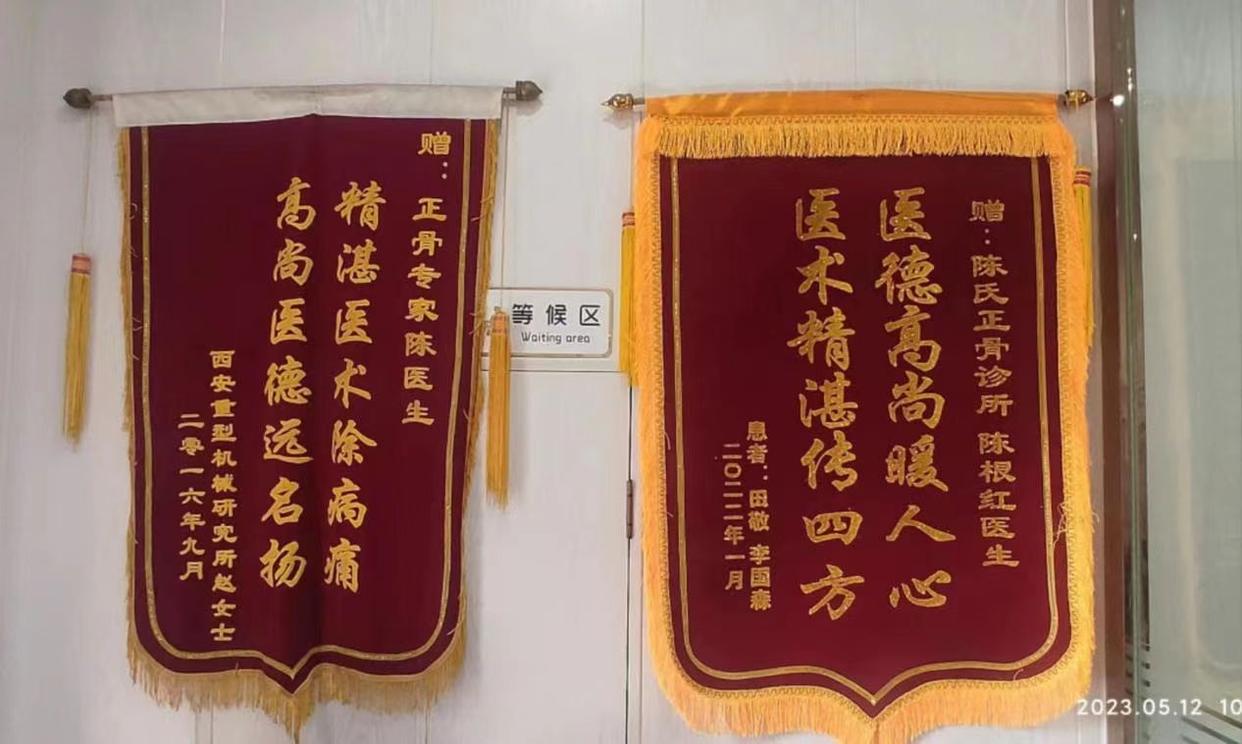 赠：正骨专家陈医生
精湛医术除病痛
高尚医德远名扬
西安重型机械研究所赵女士
二零一六年九月
等候区
Waiting area
赠：陈氏正骨诊所 陈根红医生
医德高尚暖人心
医术精湛传四方
患者：田敬 李国森
二〇二二年一月
2023.05.12 10